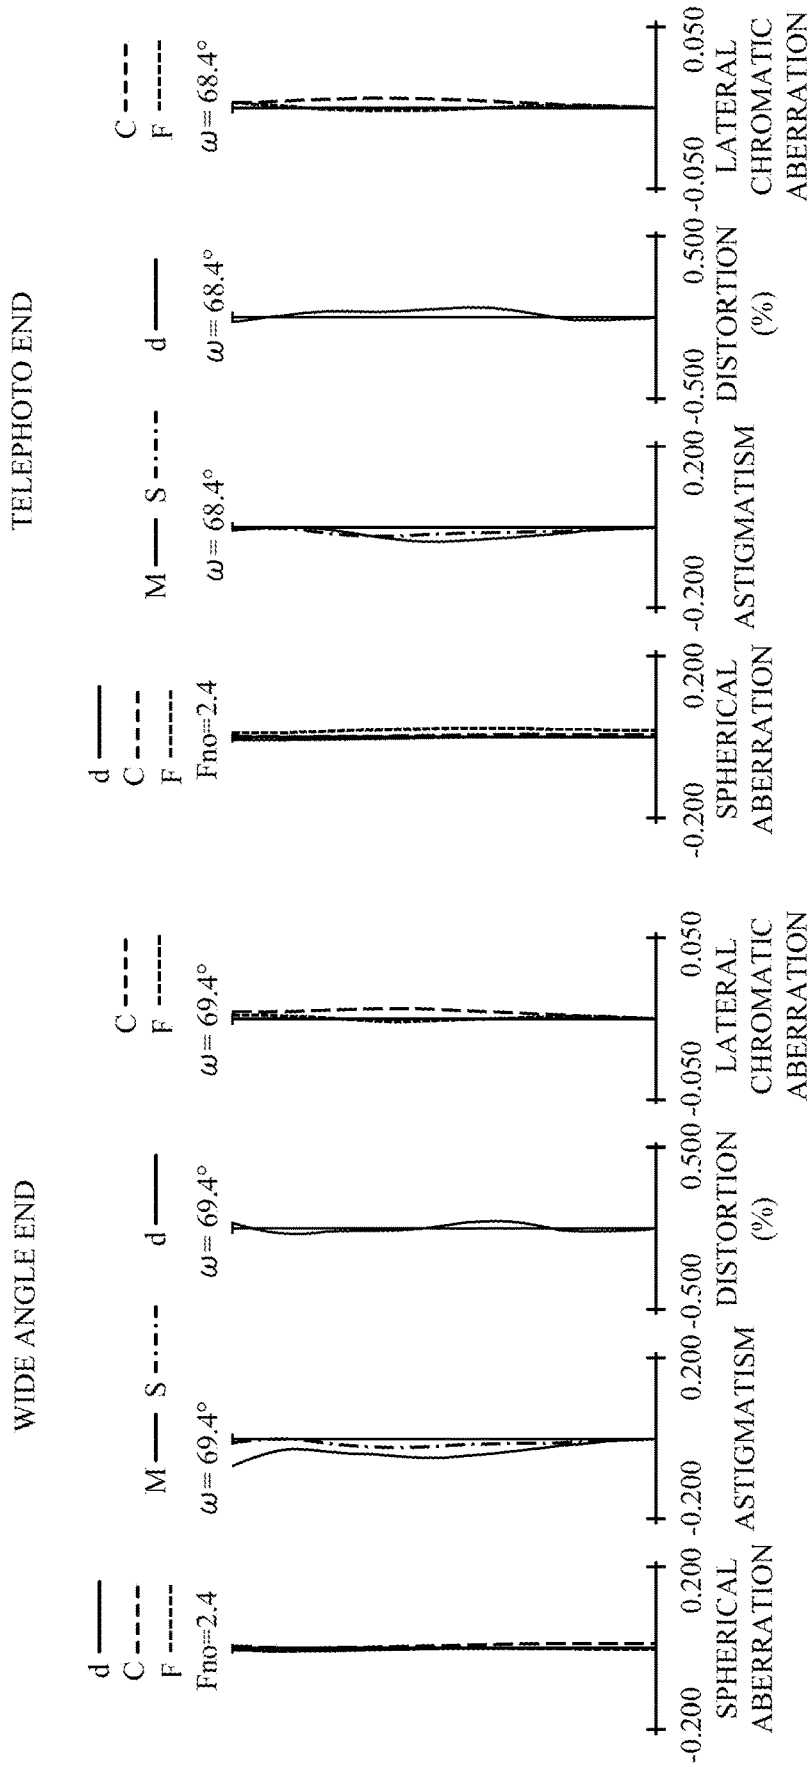 WIDE ANGLE END
d
C
F
Fno=2.4
-0.200 0.200
SPHERICAL
ABERRATION
M S
ω= 69.4°
-0.200 0.200
ASTIGMATISM
d
ω= 69.4°
-0.500 0.500
DISTORTION
(%)
C
F
ω= 69.4°
-0.050 0.050
LATERAL
CHROMATIC
ABERRATION
TELEPHOTO END
d
C
F
Fno=2.4
-0.200 0.200
SPHERICAL
ABERRATION
M S
ω= 68.4°
-0.200 0.200
ASTIGMATISM
d
ω= 68.4°
-0.500 0.500
DISTORTION
(%)
C
F
ω= 68.4°
-0.050 0.050
LATERAL
CHROMATIC
ABERRATION